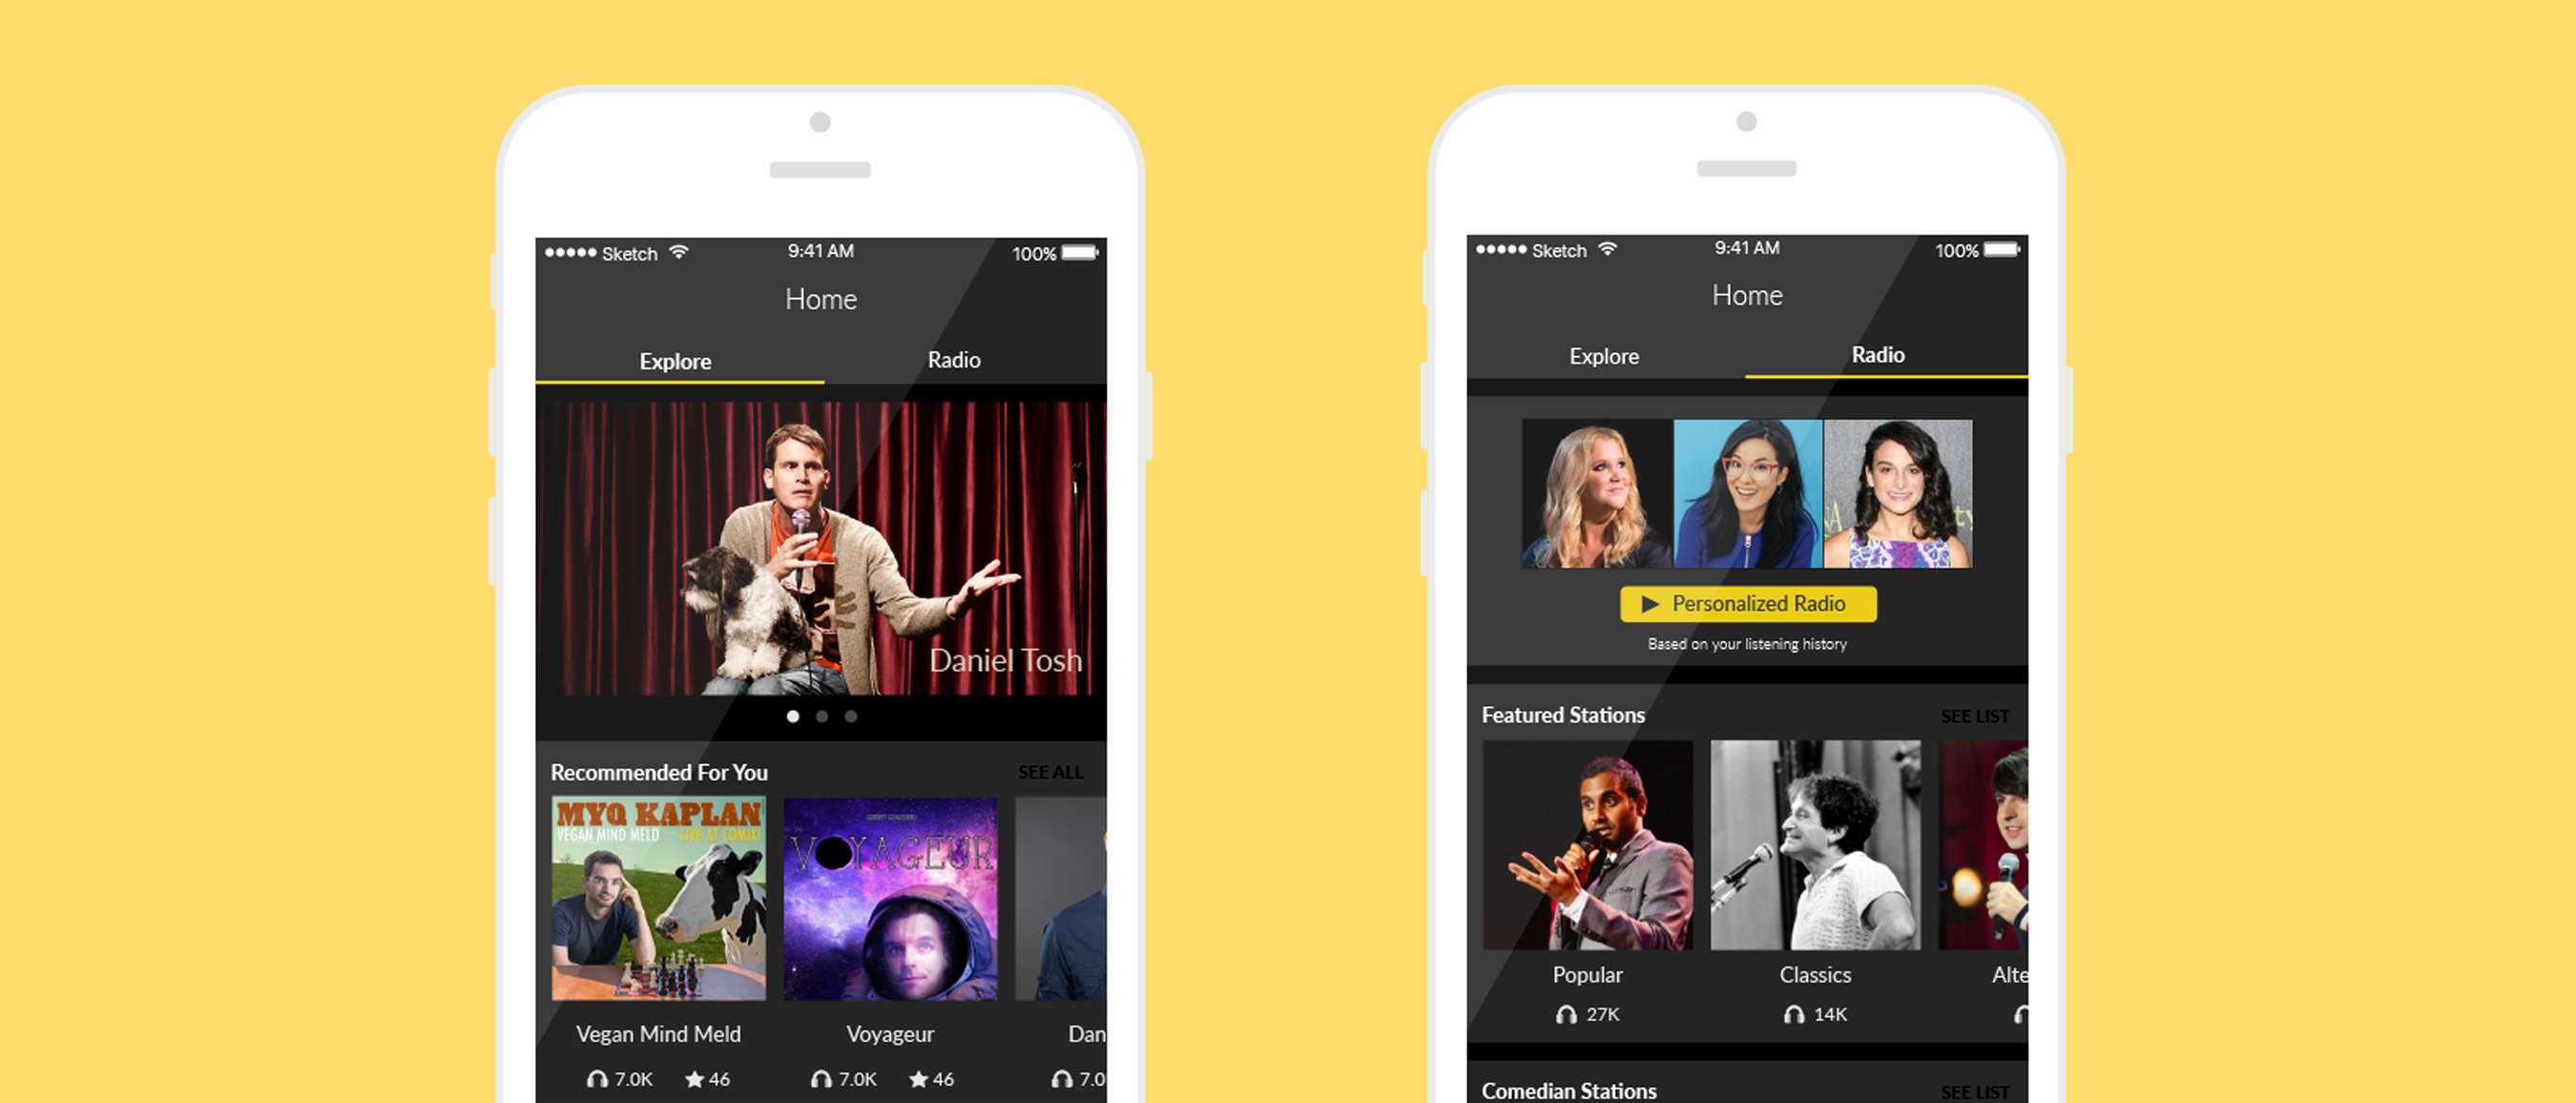 Sketch 9:41 AM 100%
Home
Explore Radio
Daniel Tosh
Recommended For You SEE ALL
MYQ KAPLAN
VEGAN MIND MELD LIVE AT COMIX!
VOYAGEUR
Vegan Mind Meld Voyageur Dan
7.0K 46 7.0K 46 7.0
Sketch 9:41 AM 100%
Home
Explore Radio
Personalized Radio
Based on your listening history
Featured Stations SEE LIST
Popular Classics Alte
27K 14K
Comedian Stations SEE LIST